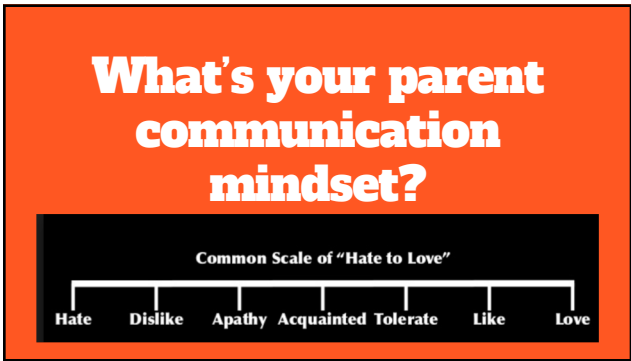 What's your parent
communication
mindset?
Common Scale of “Hate to Love”
Hate Dislike Apathy Acquainted Tolerate Like Love